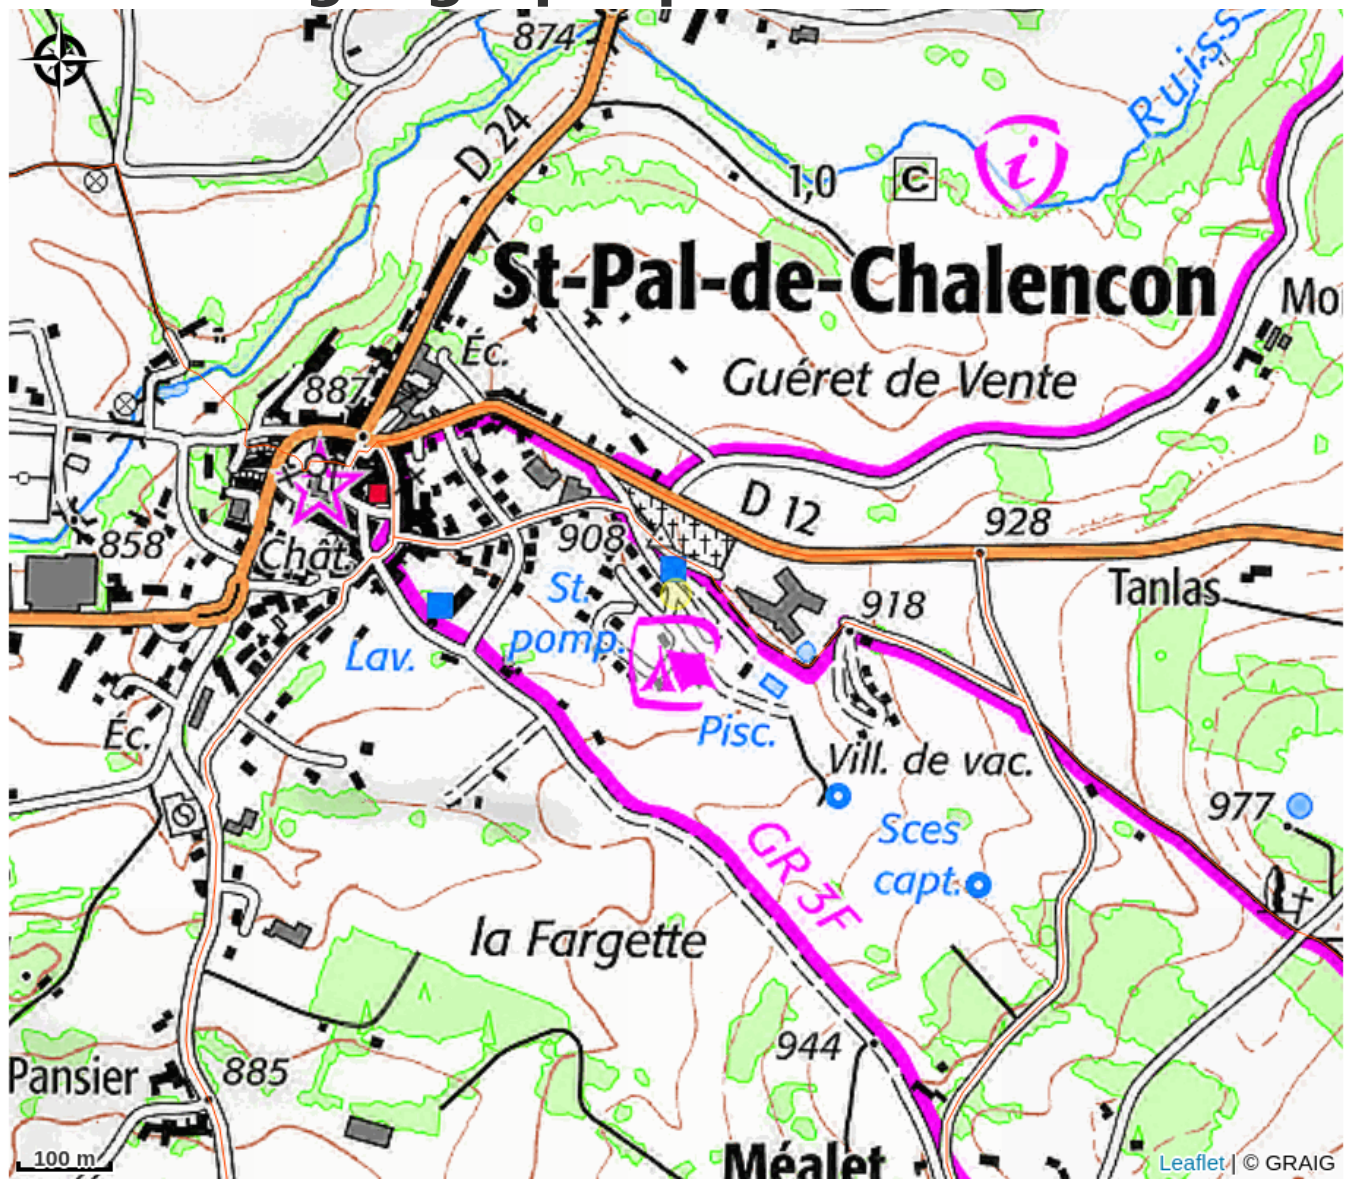 874
D 24
Ruiss
1,0
C
i
St-Pal-de-Chalencon
Mo
Éc.
887
Guéret de Vente
D 12
928
858
Chât.
908
St.
pomp.
Tanlas
918
Lav.
Éc.
Pisc.
Vill. de vac.
977
Sces
capt.
GR 3F
la Fargette
944
Pansier
885
Méalet
100 m
Leaflet | © GRAIG